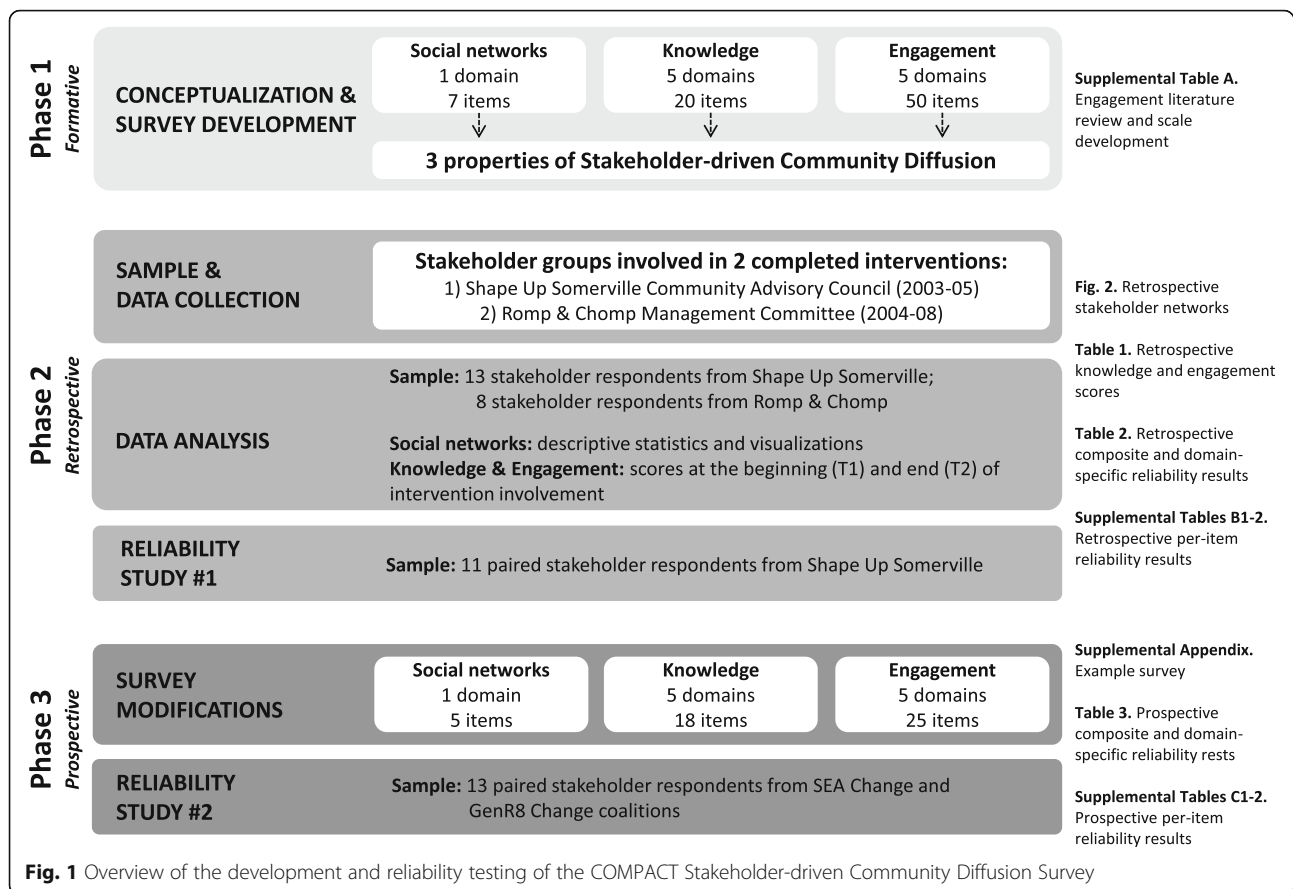 Phase 1
Formative
CONCEPTUALIZATION &
SURVEY DEVELOPMENT
Social networks
1 domain
7 items
Knowledge
5 domains
20 items
Engagement
5 domains
50 items
3 properties of Stakeholder-driven Community Diffusion
Supplemental Table A.
Engagement literature
review and scale
development
Phase 2
Retrospective
SAMPLE &
DATA COLLECTION
Stakeholder groups involved in 2 completed interventions:
1) Shape Up Somerville Community Advisory Council (2003-05)
2) Romp & Chomp Management Committee (2004-08)
DATA ANALYSIS
Sample: 13 stakeholder respondents from Shape Up Somerville;
8 stakeholder respondents from Romp & Chomp
Social networks: descriptive statistics and visualizations
Knowledge & Engagement: scores at the beginning (T1) and end (T2) of
intervention involvement
RELIABILITY
STUDY #1
Sample: 11 paired stakeholder respondents from Shape Up Somerville
Fig. 2. Retrospective
stakeholder networks
Table 1. Retrospective
knowledge and engagement
scores
Table 2. Retrospective
composite and domain-
specific reliability results
Supplemental Tables B1-2.
Retrospective per-item
reliability results
Phase 3
Prospective
SURVEY
MODIFICATIONS
Social networks
1 domain
5 items
Knowledge
5 domains
18 items
Engagement
5 domains
25 items
RELIABILITY
STUDY #2
Sample: 13 paired stakeholder respondents from SEA Change and
GenR8 Change coalitions
Supplemental Appendix.
Example survey
Table 3. Prospective
composite and domain-
specific reliability rests
Supplemental Tables C1-2.
Prospective per-item
reliability results
Fig. 1 Overview of the development and reliability testing of the COMPACT Stakeholder-driven Community Diffusion Survey